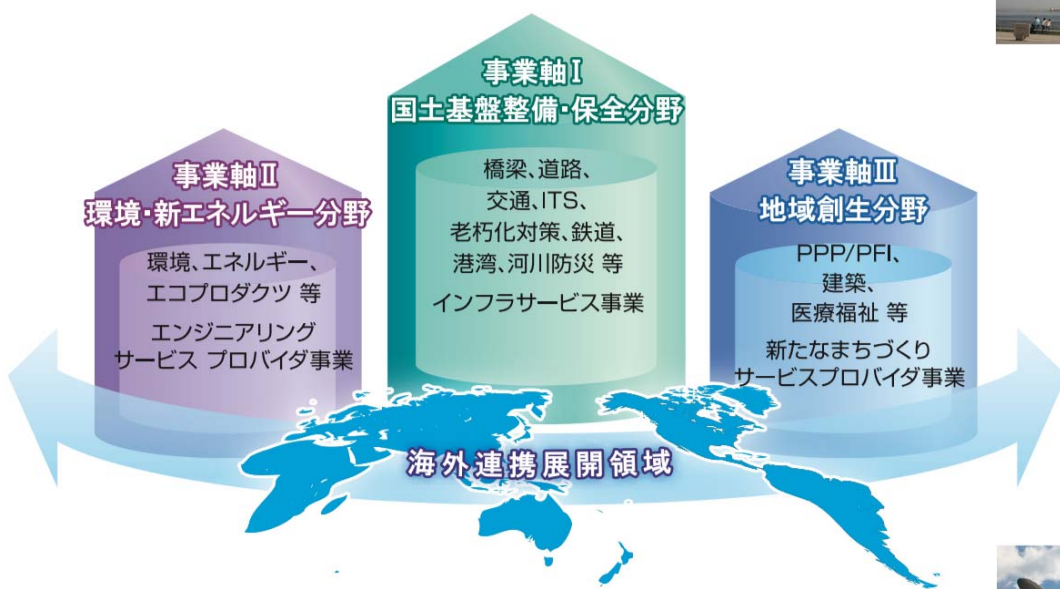 事業軸Ⅰ
国土基盤整備・保全分野
橋梁、道路、
交通、ITS、
老朽化対策、鉄道、
港湾、河川防災 等
インフラサービス事業
事業軸Ⅱ
環境・新エネルギー分野
環境、エネルギー、
エコプロダクツ 等
エンジニアリング
サービス プロバイダ事業
事業軸Ⅲ
地域創生分野
PPP/PFI、
建築、
医療福祉 等
新たなまちづくり
サービスプロバイダ事業
海外連携展開領域